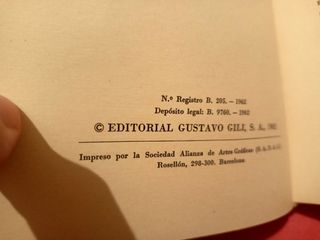 N.º Registro B. 205. — 1962
Depósito legal: B. 9760. — 1962
© EDITORIAL GUSTAVO GILI, S. A., 1962
Impreso por la Sociedad Alianza de Artes Gráficas
Rosellón, 298-300. Barcelona